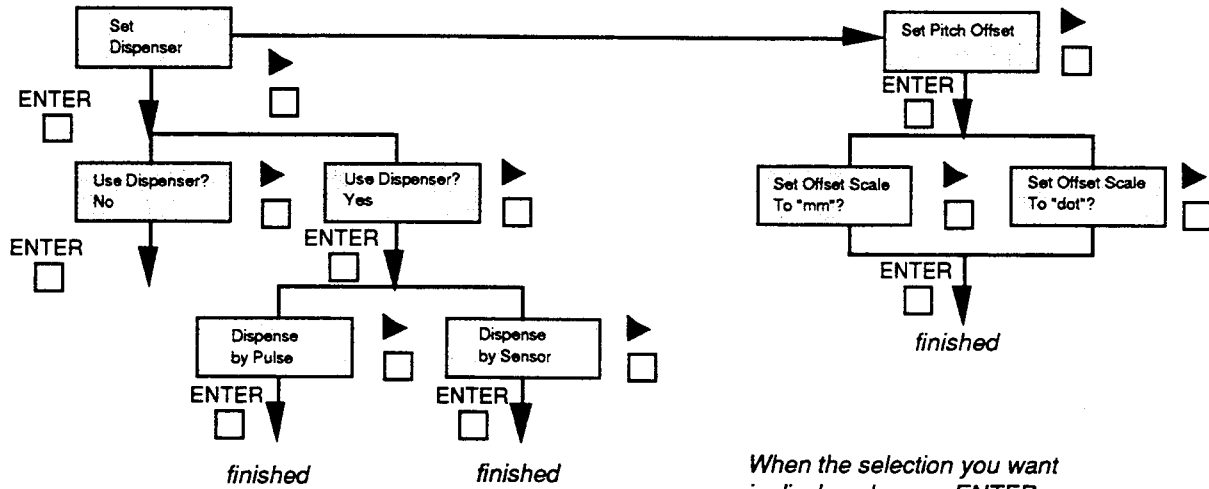 Set
Dispenser
Set Pitch Offset
ENTER
ENTER
Use Dispenser?
No
Use Dispenser?
Yes
Set Offset Scale
To "mm"?
Set Offset Scale
To "dot"?
ENTER
ENTER
ENTER
finished
Dispense
by Pulse
Dispense
by Sensor
ENTER
ENTER
finished
finished
When the selection you want